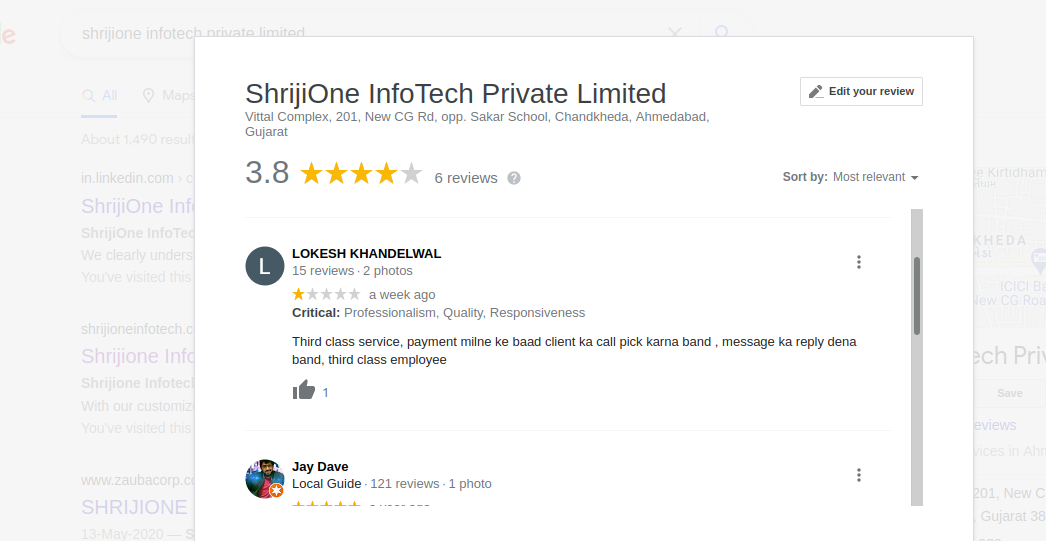 le
shrijione infotech private limited
All
Maps
About 1,490 result
in.linkedin.com › c
ShrijiOne Info
ShrijiOne InfoTec
We clearly unders
You've visited this
shrijioneinfotech.c
Shrijione Info
Shrijione Infotech
With our customiz
You've visited this
www.zaubacorp.co
SHRIJIONE
13-May-2020 — S
ShrijiOne InfoTech Private Limited
Edit your review
Vittal Complex, 201, New CG Rd, opp. Sakar School, Chandkheda, Ahmedabad,
Gujarat
3.8
6 reviews
Sort by: Most relevant
L
LOKESH KHANDELWAL
15 reviews · 2 photos
a week ago
Critical: Professionalism, Quality, Responsiveness
Third class service, payment milne ke baad client ka call pick karna band , message ka reply dena
band, third class employee
1
Jay Dave
Local Guide · 121 reviews · 1 photo
a year ago
e Kirtidham
KHEDA
ICICI Ba
New CG Roa
ech Priv
Save
eviews
vices in Ahm
201, New C
, Gujarat 38